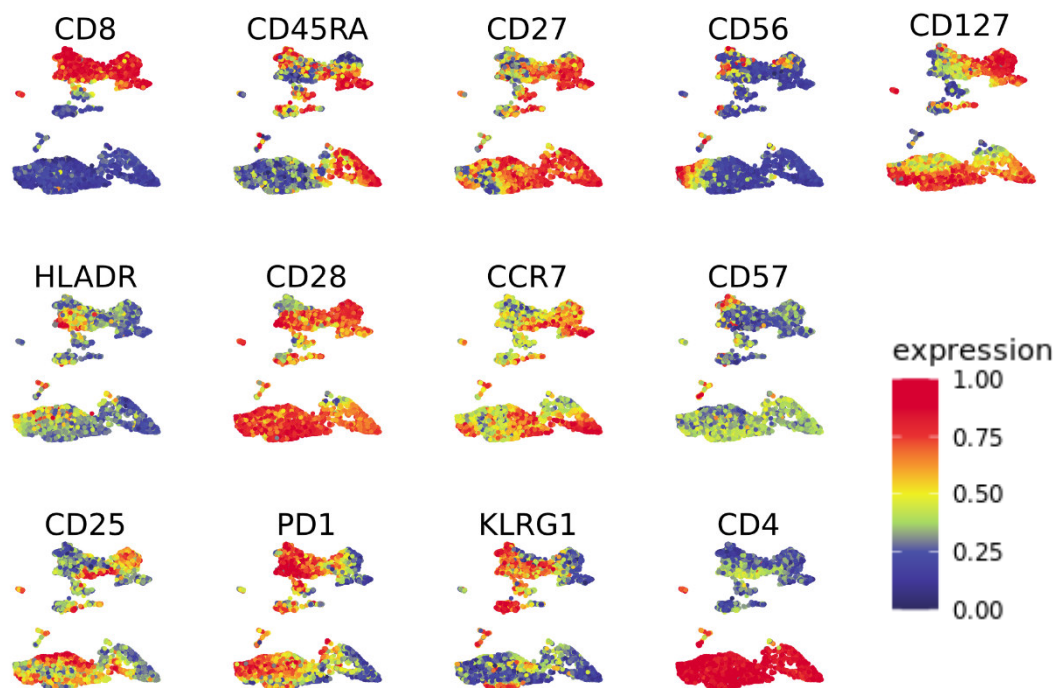 CD8
CD45RA
CD27
CD56
CD127
HLADR
CD28
CCR7
CD57
expression
1.00
0.75
0.50
0.25
0.00
CD25
PD1
KLRG1
CD4